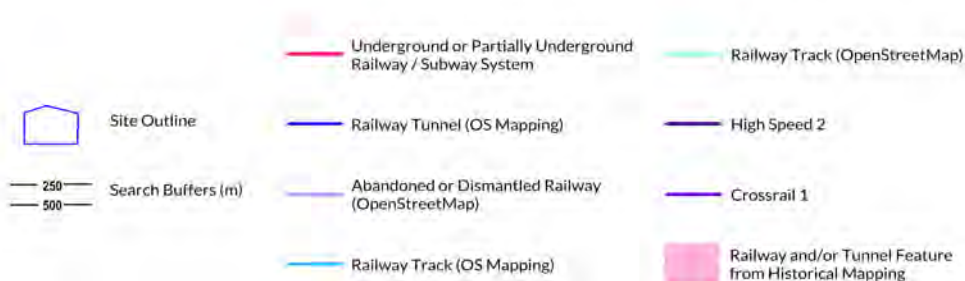 Site Outline
250
500
Search Buffers (m)
Underground or Partially Underground
Railway / Subway System
Railway Tunnel (OS Mapping)
Abandoned or Dismantled Railway
(OpenStreetMap)
Railway Track (OS Mapping)
Railway Track (OpenStreetMap)
High Speed 2
Crossrail 1
Railway and/or Tunnel Feature
from Historical Mapping